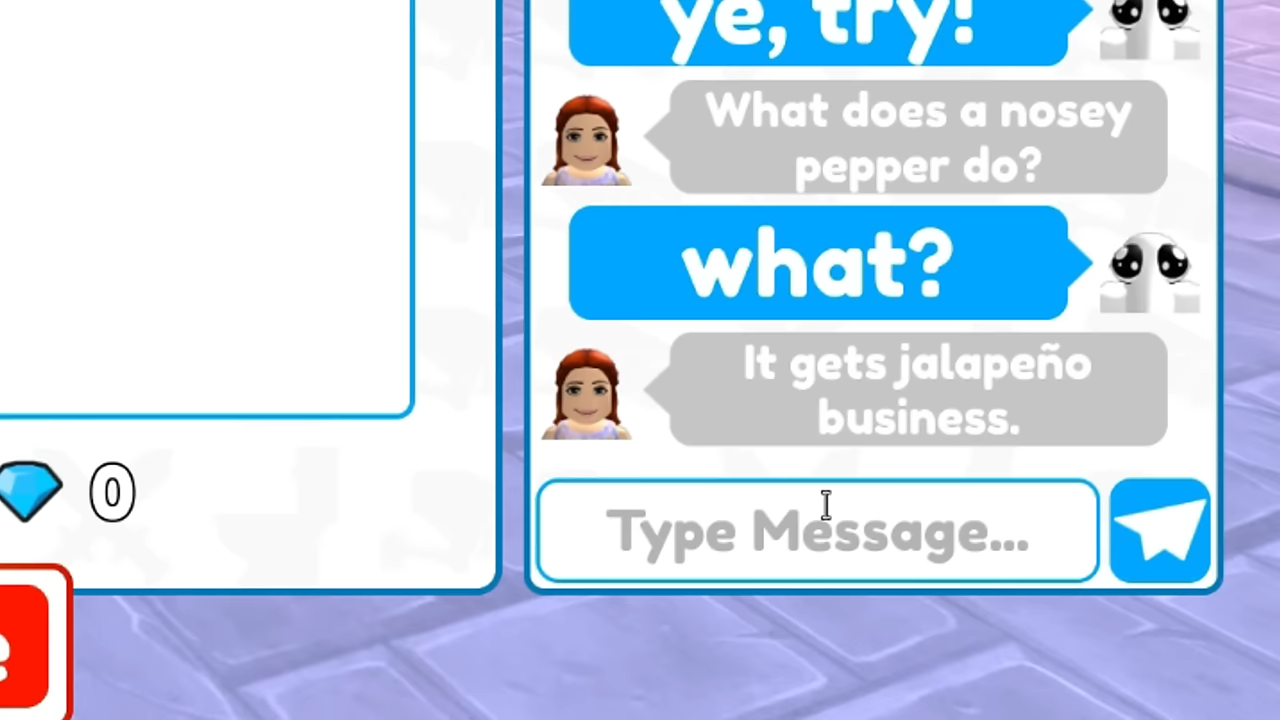 ye, try!
What does a nosey
pepper do?
what?
It gets jalapeño
business.
0
Type Message...
e